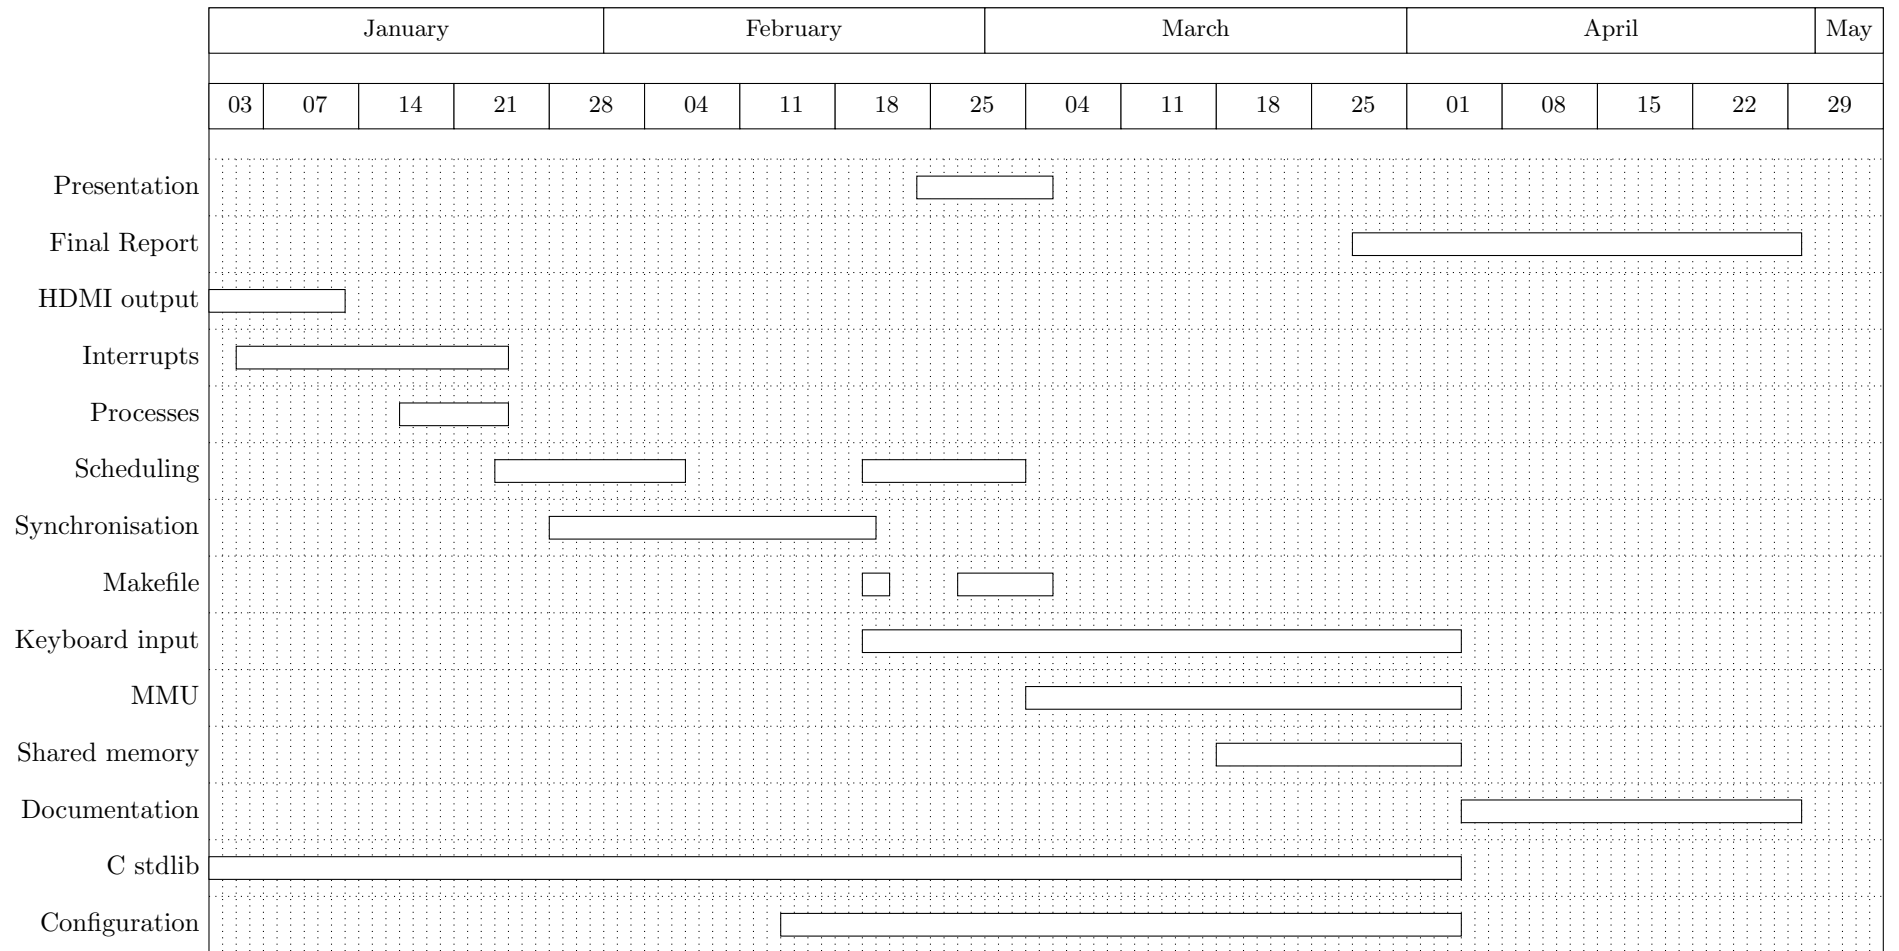 January February March April May
03 07 14 21 28 04 11 18 25 04 11 18 25 01 08 15 22 29
Presentation
Final Report
HDMI output
Interrupts
Processes
Scheduling
Synchronisation
Makefile
Keyboard input
MMU
Shared memory
Documentation
C stdlib
Configuration